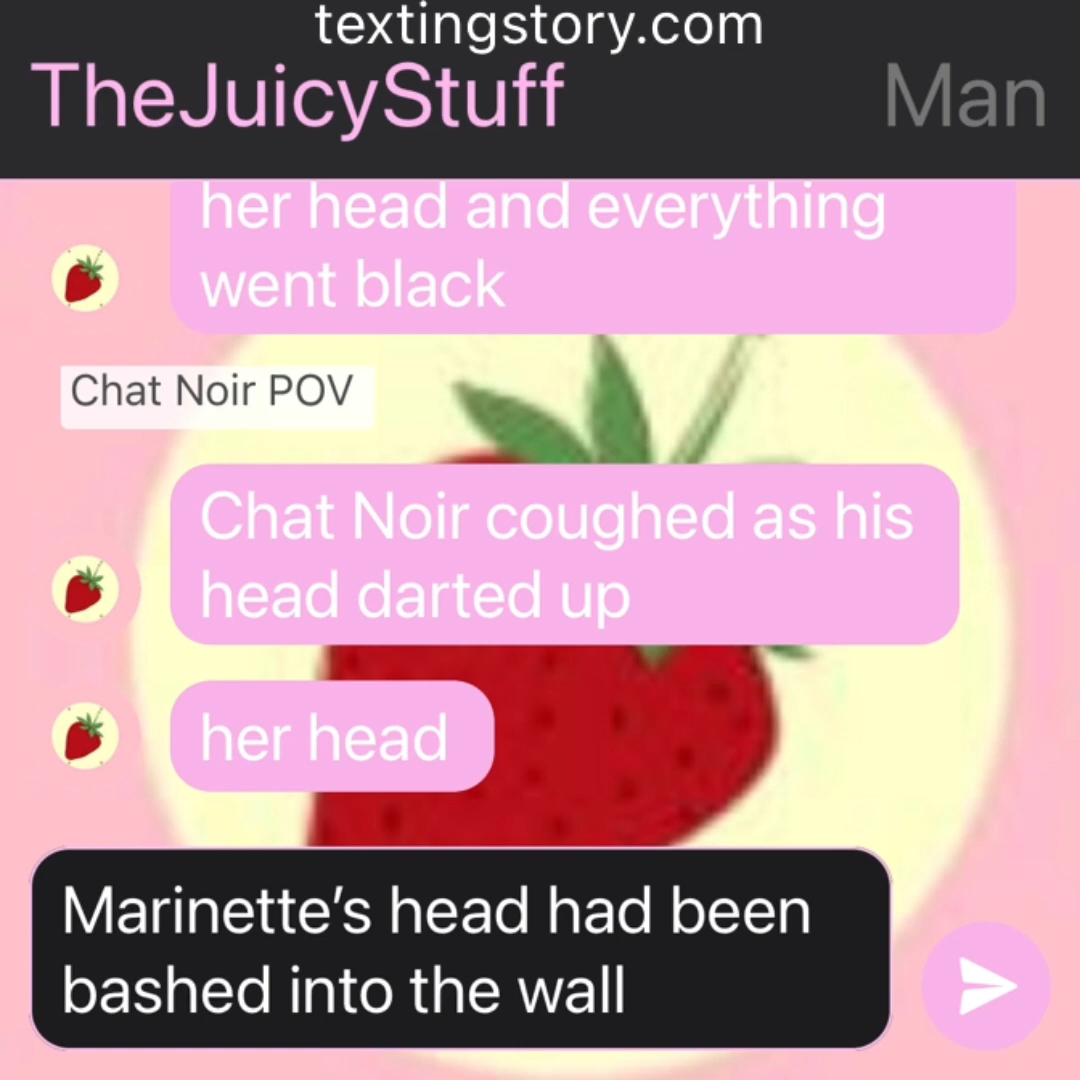 textingstory.com
TheJuicyStuff Man
her head and everything
went black
Chat Noir POV
Chat Noir coughed as his
head darted up
her head
Marinette’s head had been
bashed into the wall